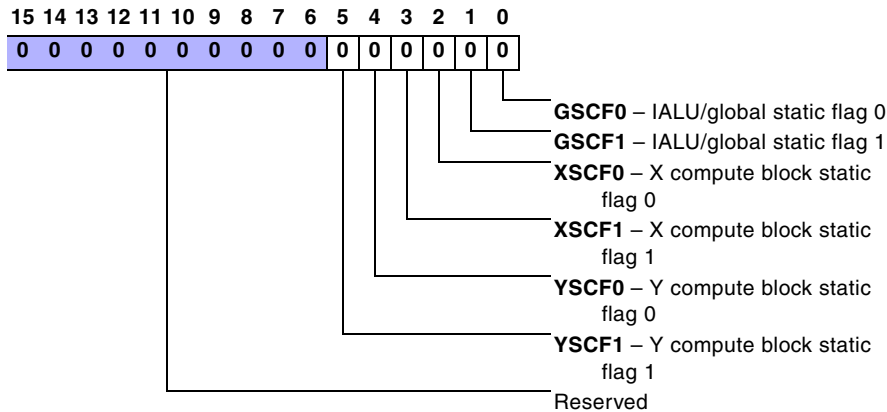 15 14 13 12 11 10 9 8 7 6 5 4 3 2 1 0
0 0 0 0 0 0 0 0 0 0 0 0 0 0 0 0
GSCF0 – IALU/global static flag 0
GSCF1 – IALU/global static flag 1
XSCF0 – X compute block static
flag 0
XSCF1 – X compute block static
flag 1
YSCF0 – Y compute block static
flag 0
YSCF1 – Y compute block static
flag 1
Reserved